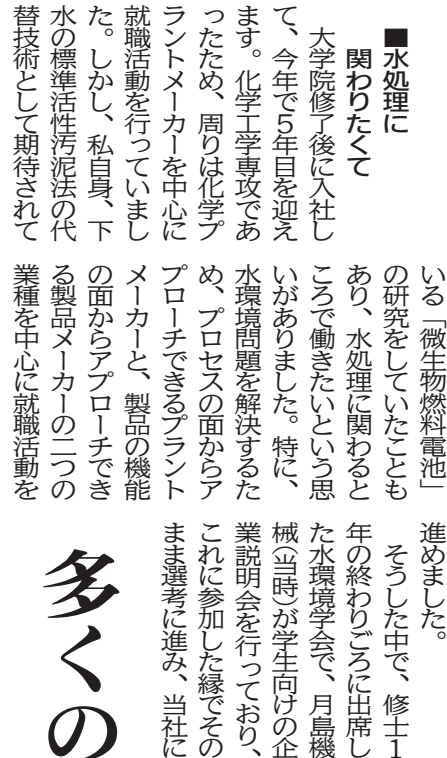 ■水処理に
関わりたくて
大学院修了後に入社し
て、今年で5年目を迎え
ます。化学工学専攻であ
ったため、周りは化学プ
ラントメーカーを中心に
就職活動を行っていまし
た。しかし、私自身、下
水の標準活性汚泥法の代
替技術として期待されて
いる「微生物燃料電池」
の研究をしていたことも
あり、水処理に関わると
ころで働きたいという思
いがありました。特に、
水環境問題を解決するた
め、プロセスの面からア
プローチできるプラント
メーカーと、製品の機能
の面からアプローチでき
る製品メーカーの二つの
業種を中心に就職活動を
進めました。
そうした中で、修士1
年の終わりごろに出席し
た水環境学会で、月島機
械(当時)が学生向けの企
業説明会を行っており、
これに参加した縁でその
まま選考に進み、当社に
多くの